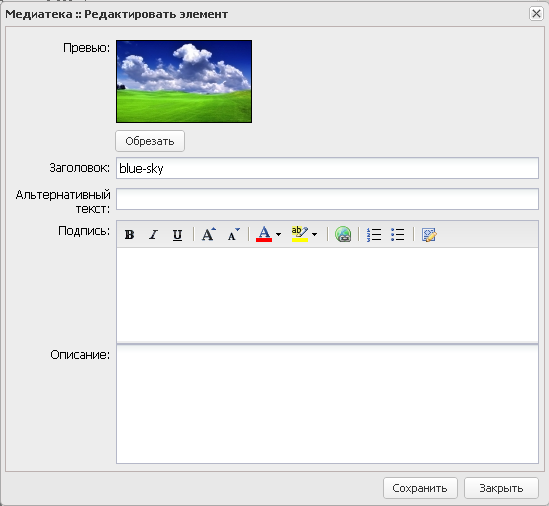 Медиатека :: Редактировать элемент
Превью:
Обрезать
Заголовок: blue-sky
Альтернативный
текст:
Подпись: B I U A A A ab
Описание:
Сохранить Закрыть